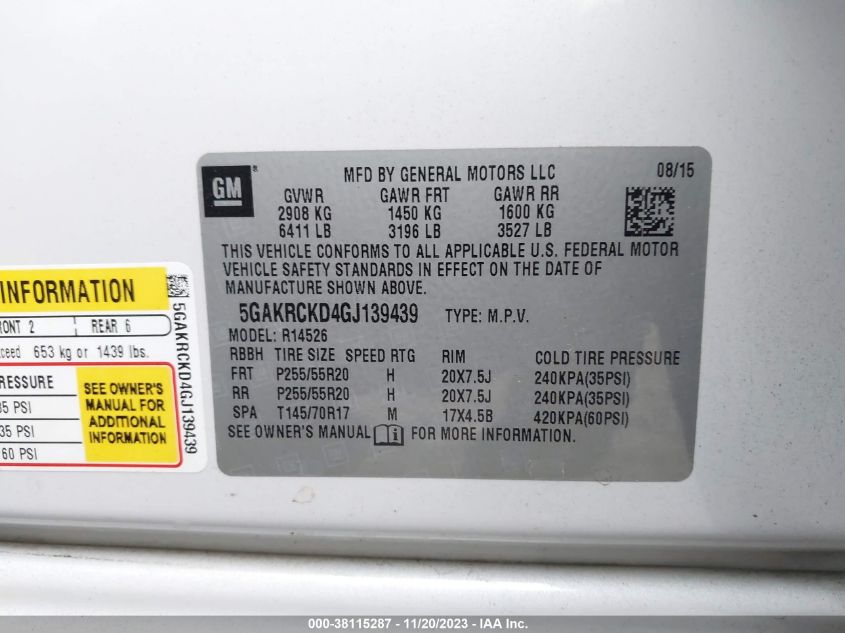 GM
MFD BY GENERAL MOTORS LLC 08/15
GVWR GAWR FRT GAWR RR
2908 KG 1450 KG 1600 KG
6411 LB 3196 LB 3527 LB
THIS VEHICLE CONFORMS TO ALL APPLICABLE U.S. FEDERAL MOTOR
VEHICLE SAFETY STANDARDS IN EFFECT ON THE DATE OF
MANUFACTURE SHOWN ABOVE.
5GAKRCKD4GJ139439 TYPE: M.P.V.
MODEL: R14526
RBBH TIRE SIZE SPEED RTG RIM COLD TIRE PRESSURE
FRT P255/55R20 H 20X7.5J 240KPA(35PSI)
RR P255/55R20 H 20X7.5J 240KPA(35PSI)
SPA T145/70R17 M 17X4.5B 420KPA(60PSI)
SEE OWNER'S MANUAL FOR MORE INFORMATION.
INFORMATION
2 REAR 6
653 kg or 1439 lbs.
PRESSURE
35 PSI
35 PSI
60 PSI
SEE OWNER'S
MANUAL FOR
ADDITIONAL
INFORMATION
5GAKRCKD4GJ139439
000-38115287 - 11/20/2023 - IAA Inc.